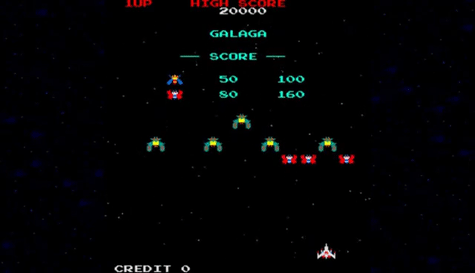 1UP HIGH SCORE
20000
GALAGA
— SCORE —
50 100
80 160
CREDIT 0